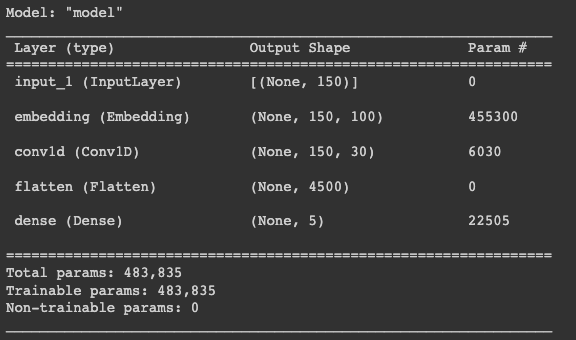 Model: "model"
Layer (type) Output Shape Param #
input_1 (InputLayer) [(None, 150)] 0
embedding (Embedding) (None, 150, 100) 455300
conv1d (Conv1D) (None, 150, 30) 6030
flatten (Flatten) (None, 4500) 0
dense (Dense) (None, 5) 22505
Total params: 483,835
Trainable params: 483,835
Non-trainable params: 0